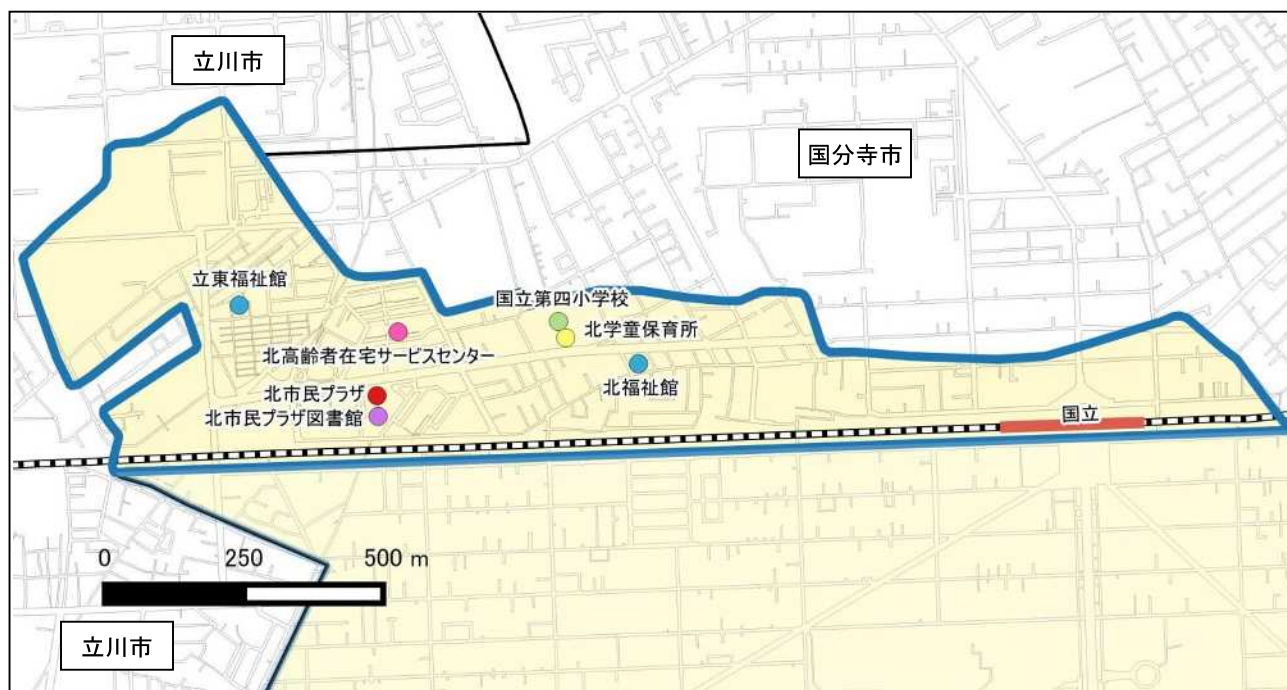 立川市
国分寺市
立東福祉館
国立第四小学校
北学童保育所
北高齢者在宅サービスセンター
北福祉館
北市民プラザ
北市民プラザ図書館
国立
0 250 500 m
立川市